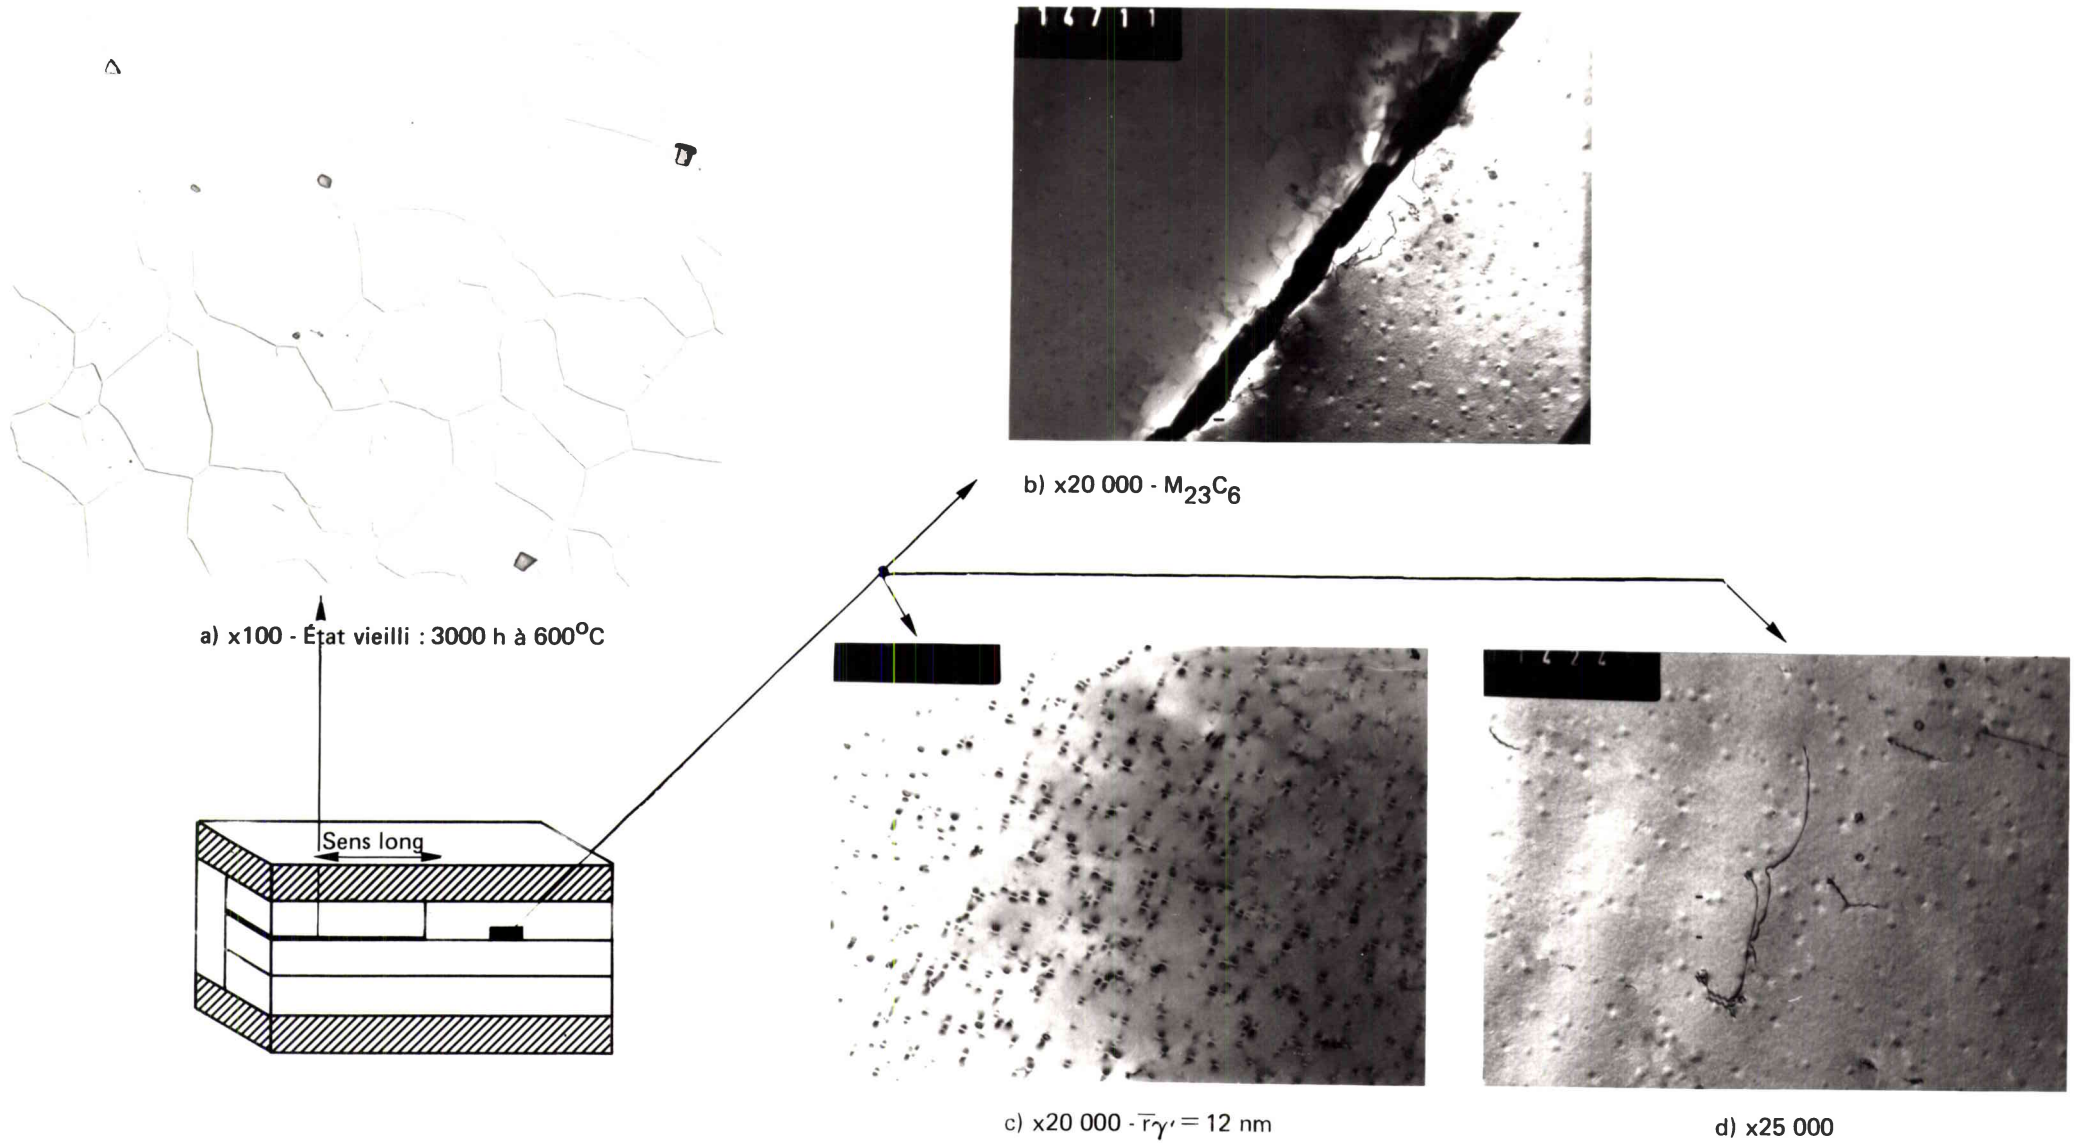 b) x20 000 - M23C6
a) x100 - État vieilli : 3000 h à 600°C
Sens long
c) x20 000 - r̅γ' = 12 nm
d) x25 000